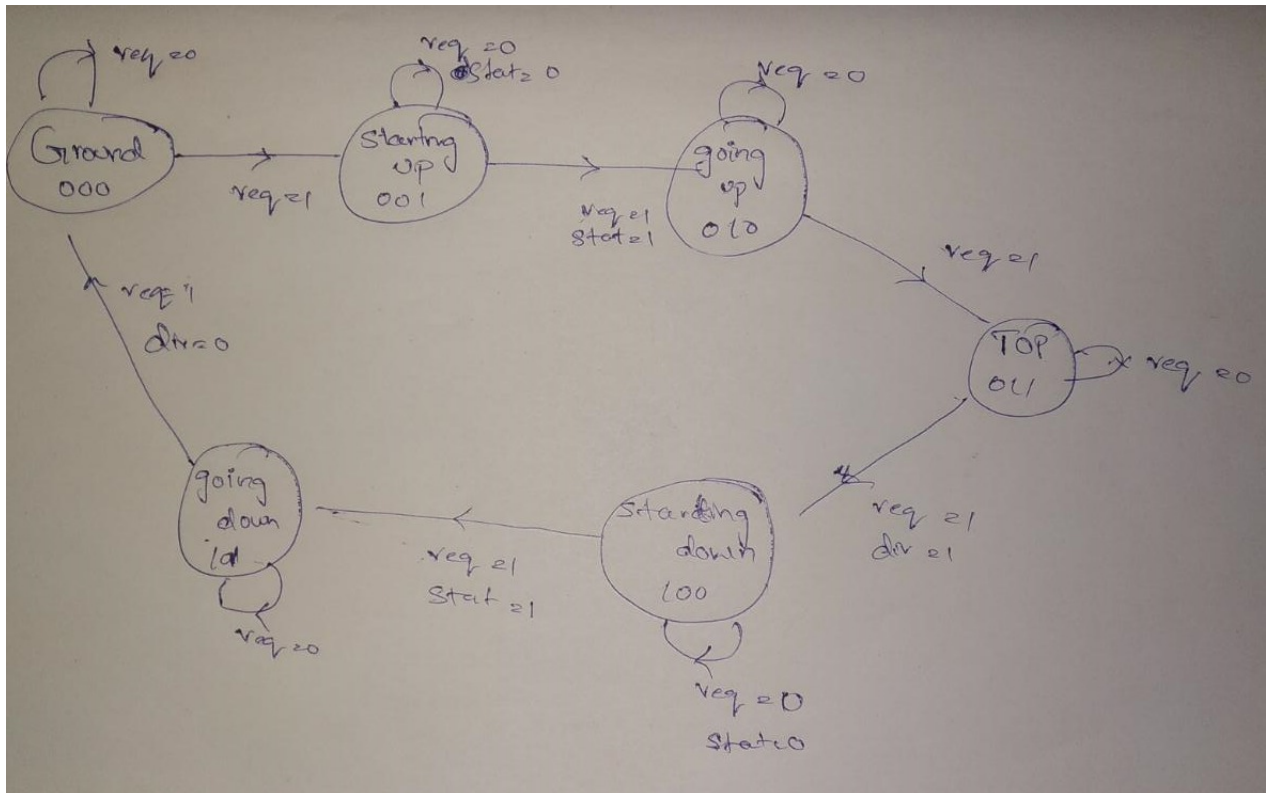 req=0
Ground
000
req=1
req=0
stat=0
Starting
up
001
req=1
stat=1
req=0
going
up
010
req=1
TOP
011
req=0
req=1
dir=1
Starting
down
100
req=0
stat=0
req=1
stat=1
going
down
101
req=0
req=1
dir=0